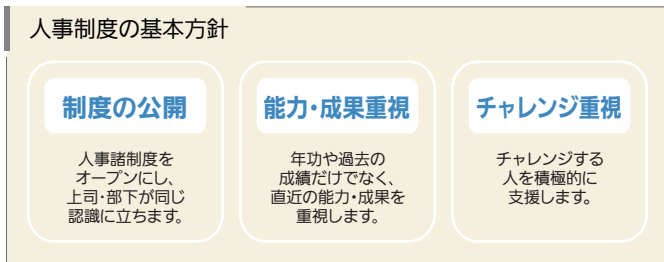 人事制度の基本方針
制度の公開
人事諸制度を
オープンにし、
上司・部下が同じ
認識に立ちます。
能力・成果重視
年功や過去の
成績だけでなく、
直近の能力・成果を
重視します。
チャレンジ重視
チャレンジする
人を積極的に
支援します。